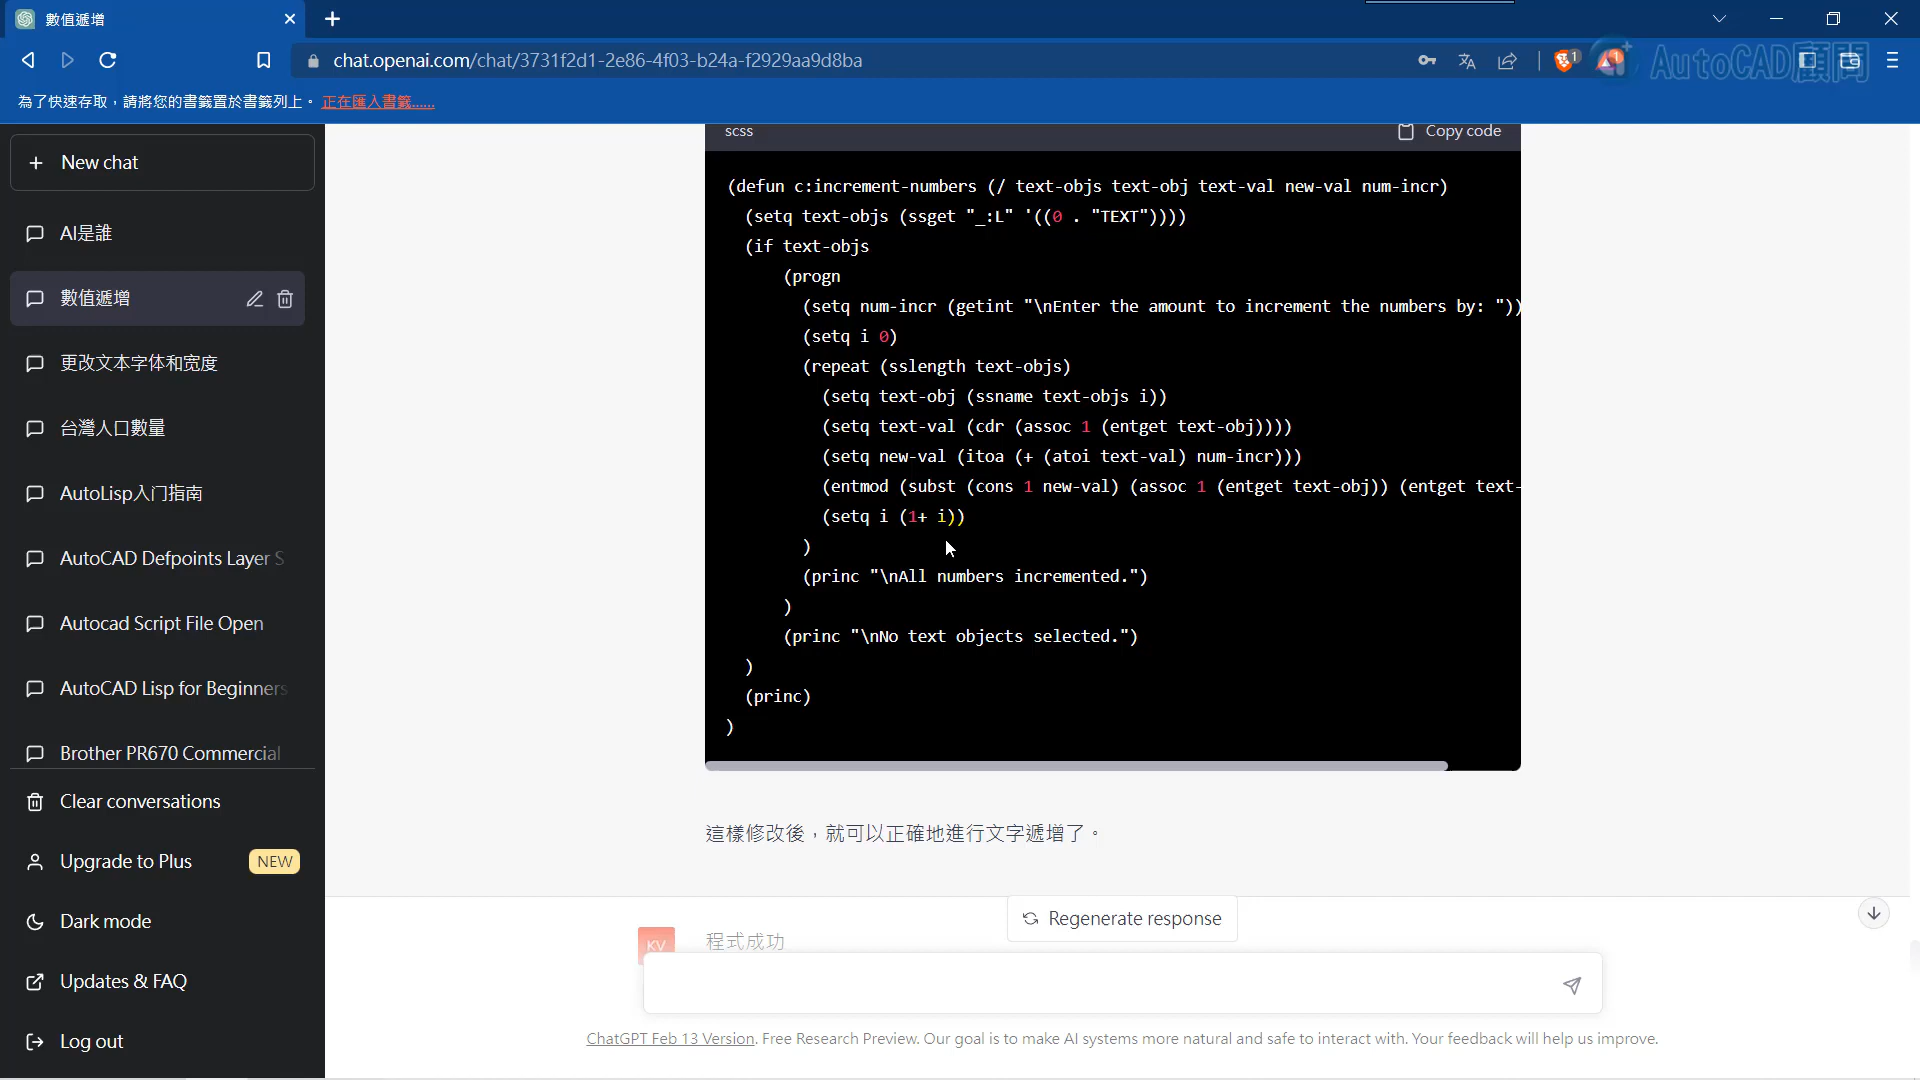 數值遞增
chat.openai.com/chat/3731f2d1-2e86-4f03-b24a-f2929aa9d8ba
1
1
AutoCAD顧問
為了快速存取，請將您的書籤置於書籤列上。 正在匯入書籤......
New chat
AI是誰
數值遞增
更改文本字体和宽度
台灣人口數量
AutoLisp入门指南
AutoCAD Defpoints Layer S
Autocad Script File Open
AutoCAD Lisp for Beginners
Brother PR670 Commercial
Clear conversations
Upgrade to Plus NEW
Dark mode
Updates & FAQ
Log out
scss Copy code
(defun c:increment-numbers (/ text-objs text-obj text-val new-val num-incr)
(setq text-objs (ssget "_:L" '((0 . "TEXT"))))
(if text-objs
(progn
(setq num-incr (getint "\nEnter the amount to increment the numbers by: "))
(setq i 0)
(repeat (sslength text-objs)
(setq text-obj (ssname text-objs i))
(setq text-val (cdr (assoc 1 (entget text-obj))))
(setq new-val (itoa (+ (atoi text-val) num-incr)))
(entmod (subst (cons 1 new-val) (assoc 1 (entget text-obj)) (entget text-
(setq i (1+ i))
)
(princ "\nAll numbers incremented.")
)
(princ "\nNo text objects selected.")
)
(princ)
)
這樣修改後，就可以正確地進行文字遞增了。
Regenerate response
KV
程式成功
ChatGPT Feb 13 Version. Free Research Preview. Our goal is to make AI systems more natural and safe to interact with. Your feedback will help us improve.